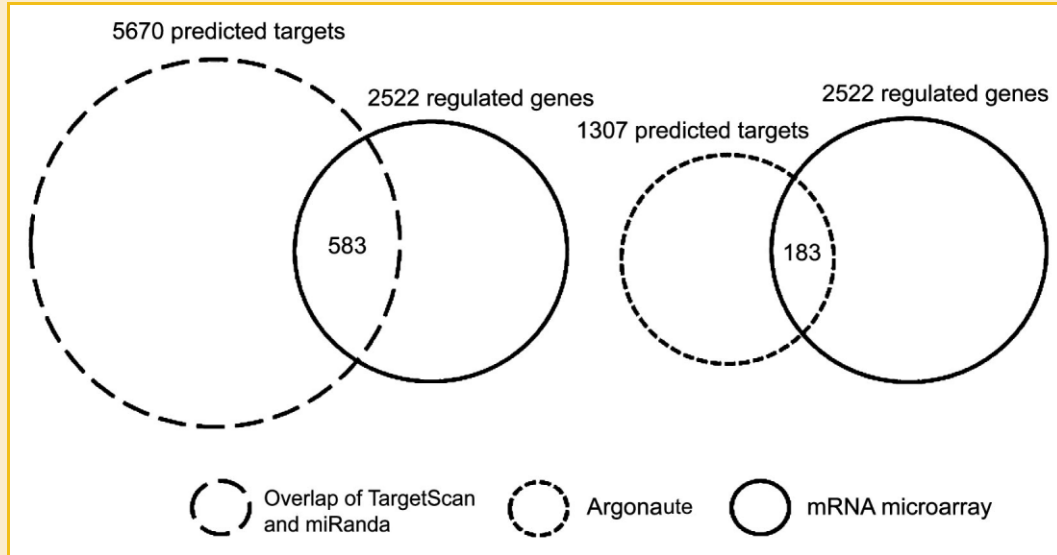 5670 predicted targets
2522 regulated genes
583
2522 regulated genes
1307 predicted targets
183
Overlap of TargetScan
and miRanda
Argonaute
mRNA microarray